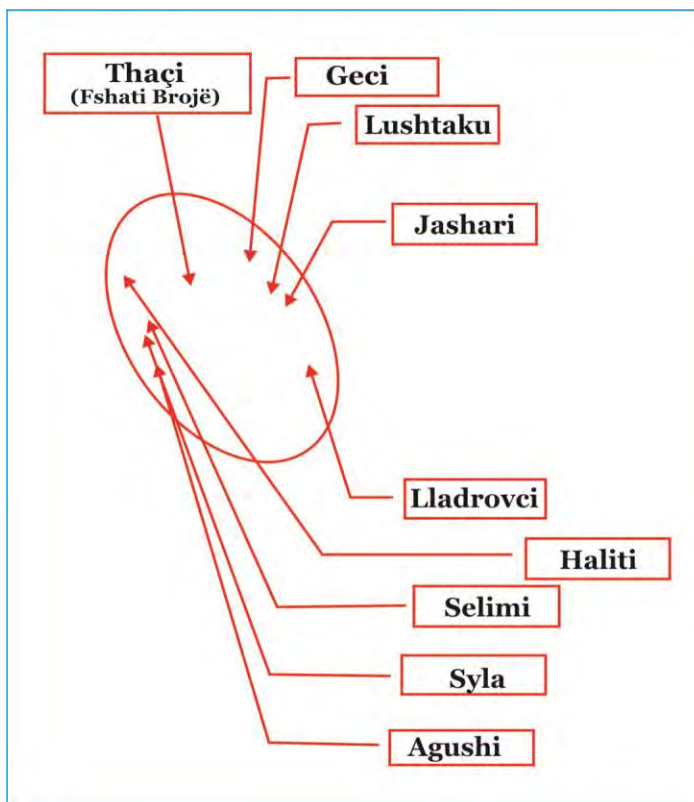 Thaçi
(Fshati Brojë)
Geci
Lushtaku
Jashari
Lladrovci
Haliti
Selimi
Syla
Agushi